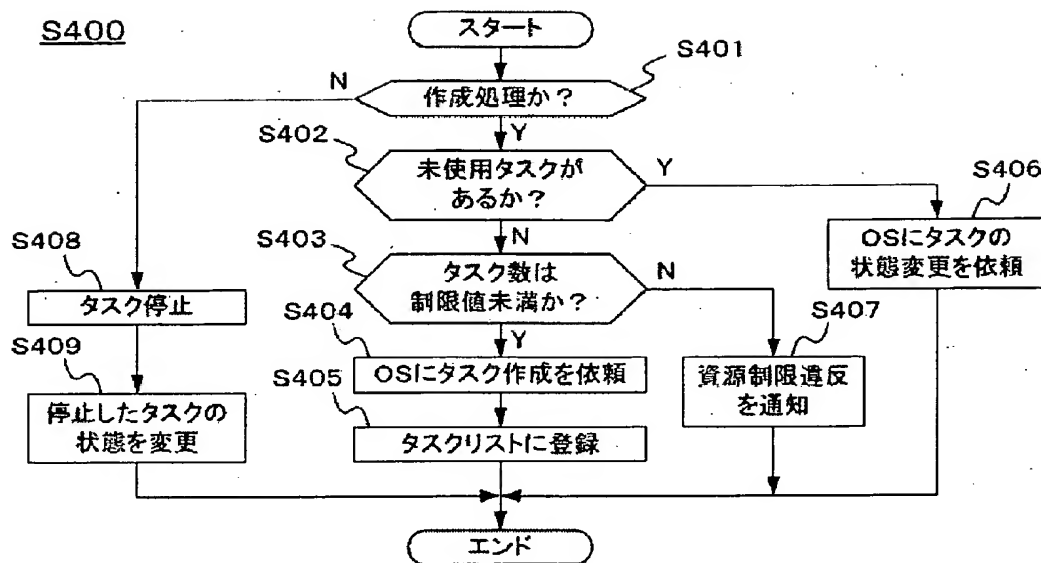 S400
スタート
S401
N
作成処理か?
Y
S402
未使用タスクが
あるか?
Y
S406
OSにタスクの
状態変更を依頼
N
S403
タスク数は
制限値未満か?
N
S407
資源制限違反
を通知
S408
タスク停止
S404
Y
OSにタスク作成を依頼
S409
停止したタスクの
状態を変更
S405
タスクリストに登録
エンド